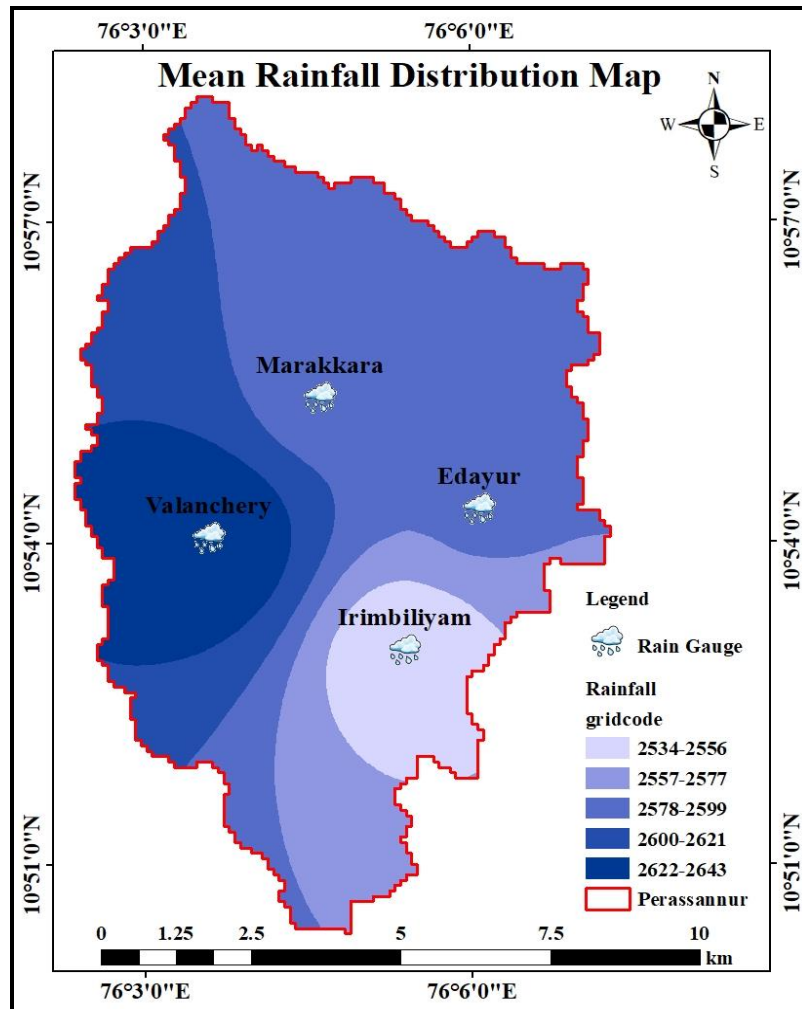 76°3'0"E 76°6'0"E
Mean Rainfall Distribution Map
N
W E
S
10°57'0"N 10°57'0"N
Marakkara
Edayur
Valanchery
10°54'0"N 10°54'0"N
Irimbiliyam
Legend
Rain Gauge
Rainfall
gridcode
2534-2556
2557-2577
2578-2599
2600-2621
2622-2643
Perassannur
10°51'0"N 10°51'0"N
0 1.25 2.5 5 7.5 10
km
76°3'0"E 76°6'0"E